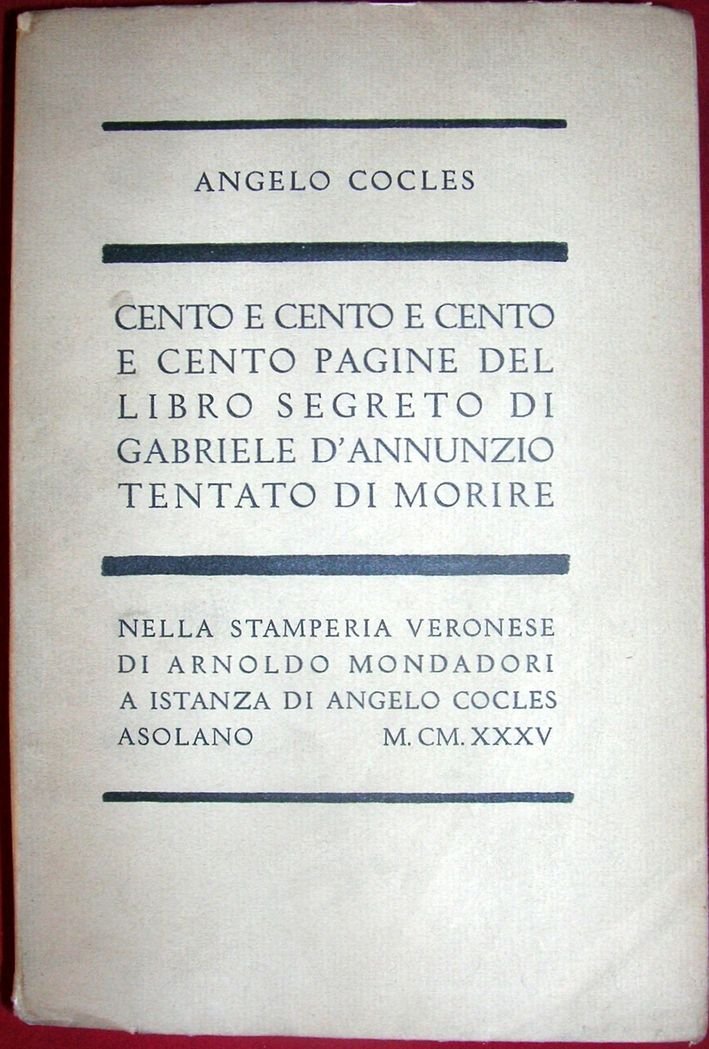 ANGELO COCLES
CENTO E CENTO E CENTO
E CENTO PAGINE DEL
LIBRO SEGRETO DI
GABRIELE D'ANNUNZIO
TENTATO DI MORIRE
NELLA STAMPERIA VERONESE
DI ARNOLDO MONDADORI
A ISTANZA DI ANGELO COCLES
ASOLANO M. CM. XXXV